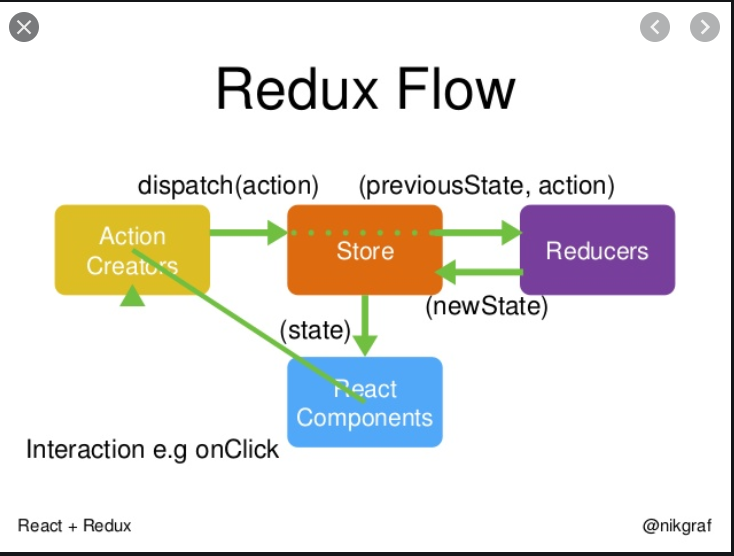 Redux Flow
dispatch(action)
(previousState, action)
Action
Creators
Store
Reducers
(newState)
(state)
React
Components
Interaction e.g onClick
React + Redux
@nikgraf